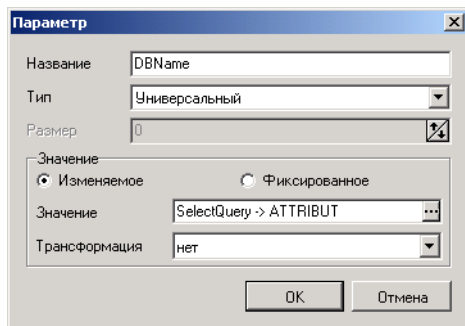 Параметр
Название DBName
Тип Универсальный
Размер 0
Значение
Изменяемое Фиксированное
Значение SelectQuery -> ATTRIBUT ...
Трансформация нет
OK Отмена